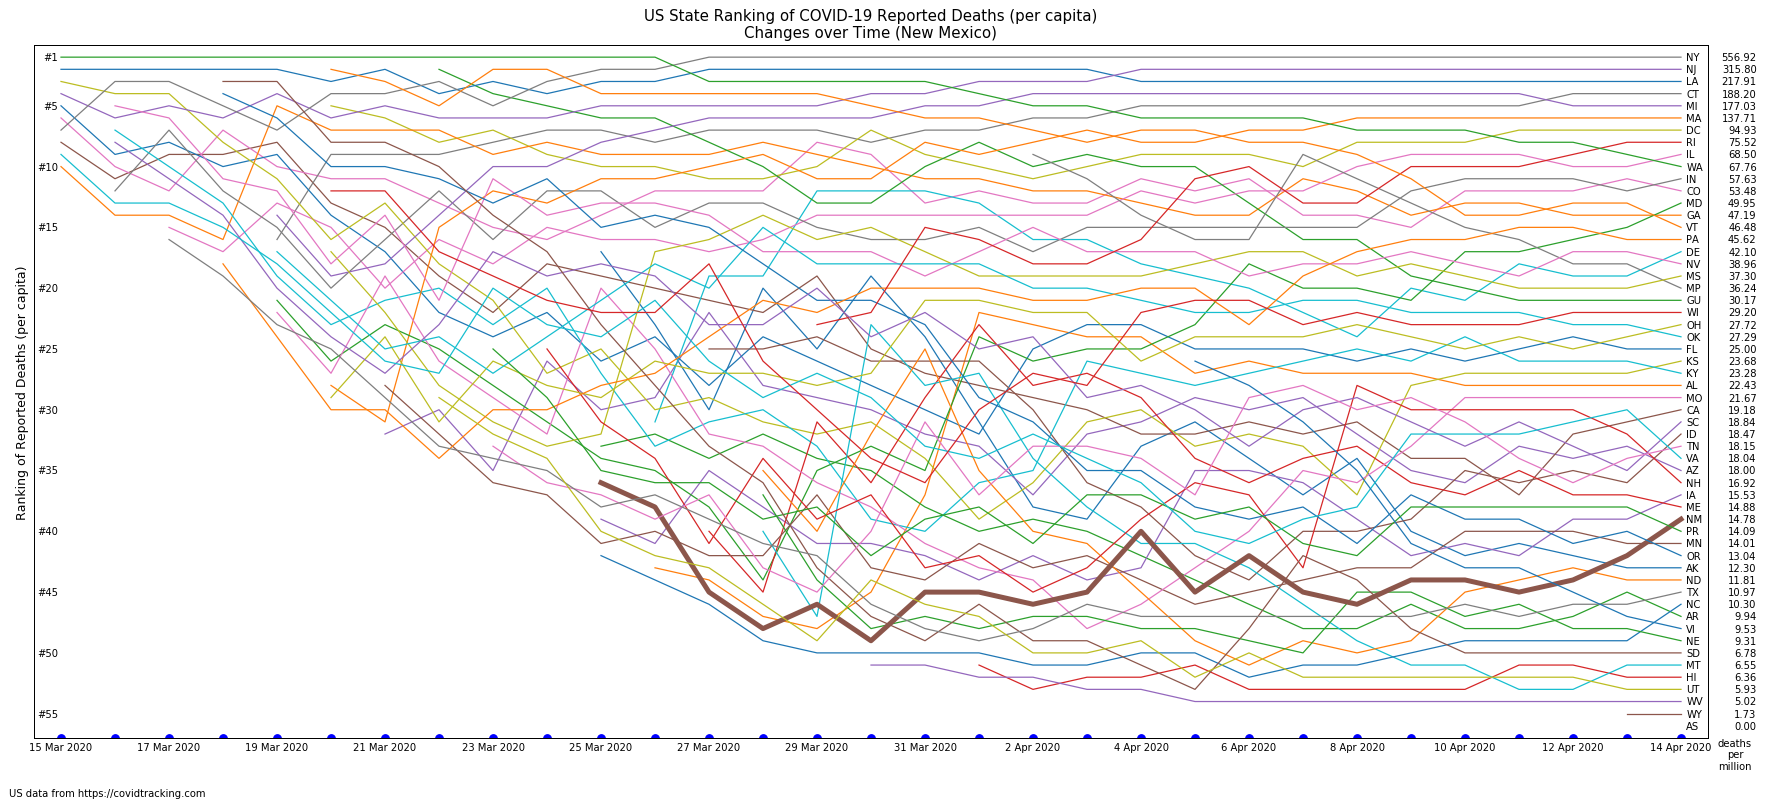 US State Ranking of COVID-19 Reported Deaths (per capita)
Changes over Time (New Mexico)
Ranking of Reported Deaths (per capita)
#1
#5
#10
#15
#20
#25
#30
#35
#40
#45
#50
#55
NY 556.92
NJ 315.80
LA 217.91
CT 188.20
MI 177.03
MA 137.71
DC 94.93
RI 75.52
IL 68.50
WA 67.76
IN 57.63
CO 53.48
MD 49.95
GA 47.19
VT 46.48
PA 45.62
DE 42.10
NV 38.96
MS 37.30
MP 36.24
GU 30.17
WI 29.20
OH 27.72
OK 27.29
FL 25.00
KS 23.68
KY 23.28
AL 22.43
MO 21.67
CA 19.18
SC 18.84
ID 18.47
TN 18.15
VA 18.04
AZ 18.00
NH 16.92
IA 15.53
ME 14.88
NM 14.78
PR 14.09
MN 14.01
OR 13.04
AK 12.30
ND 11.81
TX 10.97
NC 10.30
AR 9.94
VI 9.53
NE 9.31
SD 6.78
MT 6.55
HI 6.36
UT 5.93
WV 5.02
WY 1.73
AS 0.00
15 Mar 2020 17 Mar 2020 19 Mar 2020 21 Mar 2020 23 Mar 2020 25 Mar 2020 27 Mar 2020 29 Mar 2020 31 Mar 2020 2 Apr 2020 4 Apr 2020 6 Apr 2020 8 Apr 2020 10 Apr 2020 12 Apr 2020 14 Apr 2020
deaths
per
million
US data from https://covidtracking.com